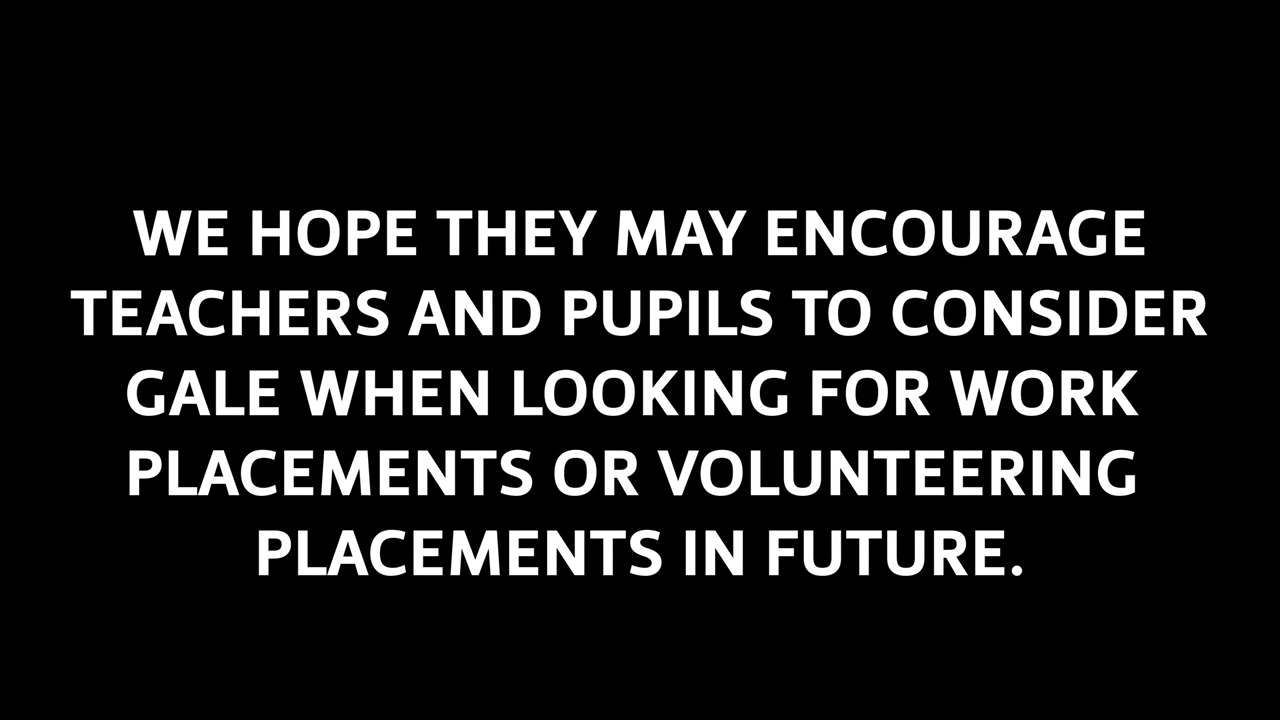 WE HOPE THEY MAY ENCOURAGE
TEACHERS AND PUPILS TO CONSIDER
GALE WHEN LOOKING FOR WORK
PLACEMENTS OR VOLUNTEERING
PLACEMENTS IN FUTURE.